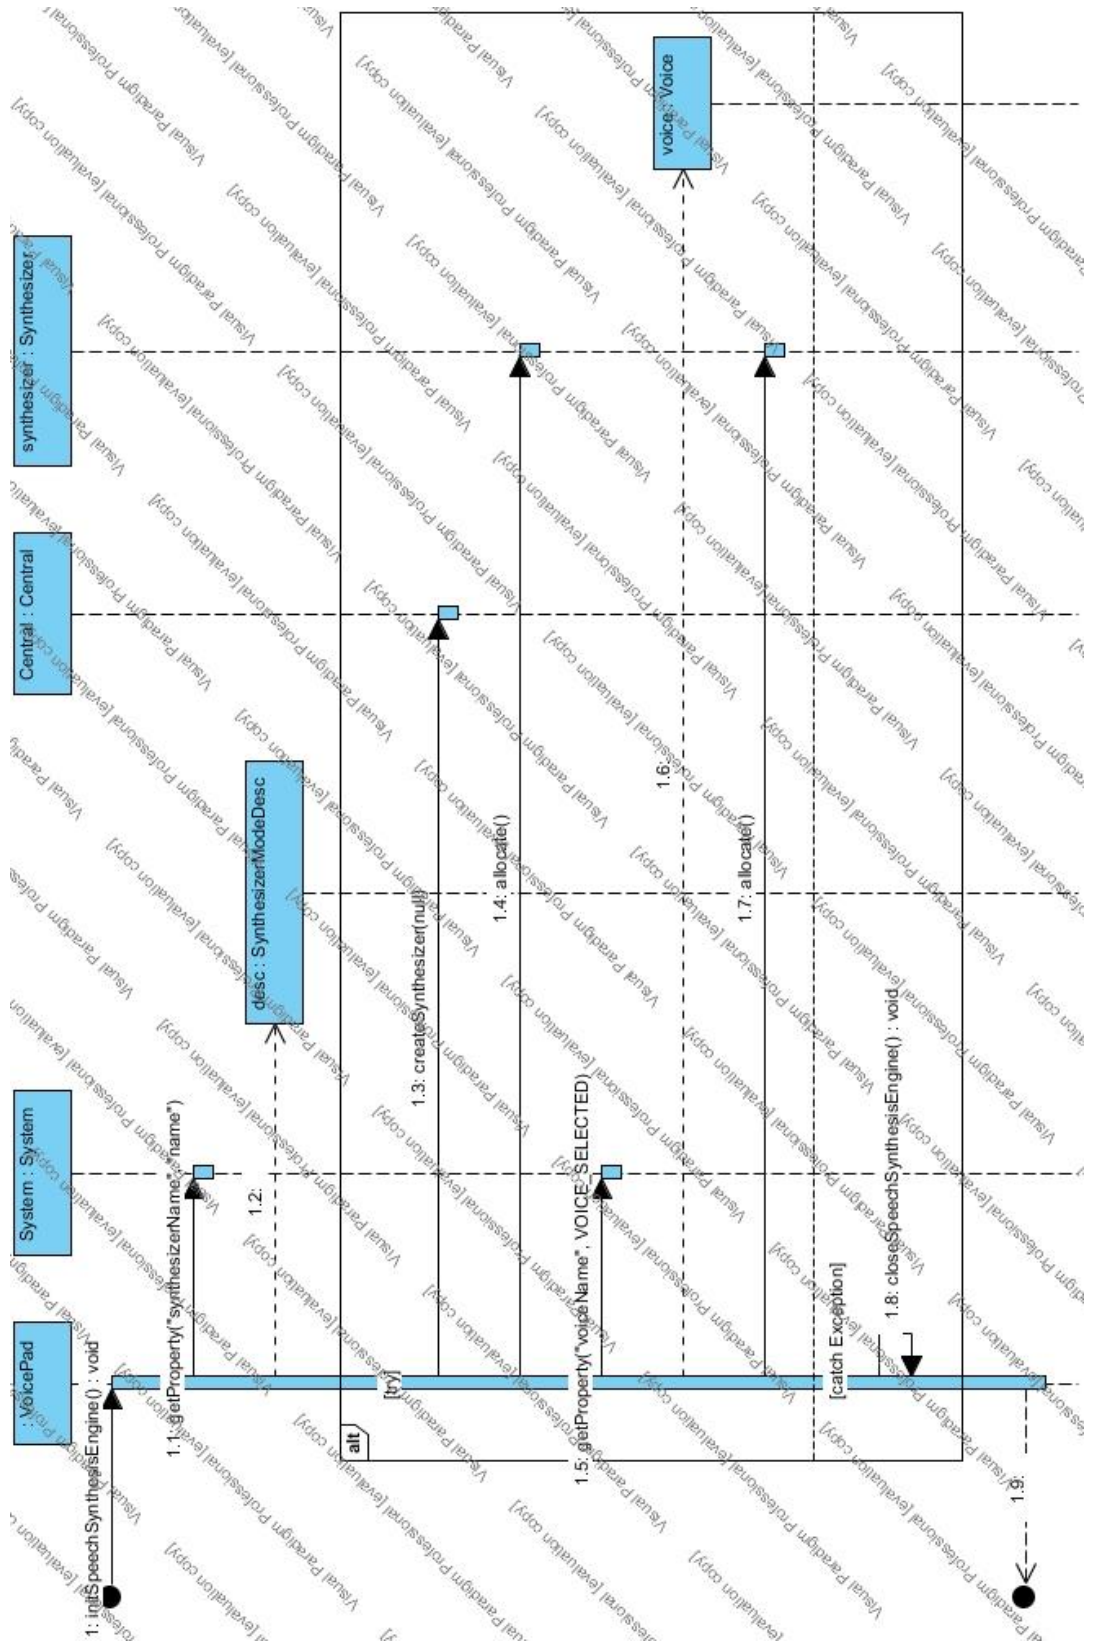 : VoicePad
System : System
Central : Central
synthesizer : Synthesizer
1: initSpeechSynthesisEngine() : void
1.1: getProperty("synthesizerName", "name")
desc : SynthesizerModeDesc
1.2:
alt
[try]
1.3: createSynthesizer(null)
1.4: allocate()
1.5: getProperty("voiceName", VOICE_SELECTED)
voice : Voice
1.6:
1.7: allocate()
[catch Exception]
1.8: closeSpeechSynthesisEngine() : void
1.9:
Visual Paradigm Professional [evaluation copy]